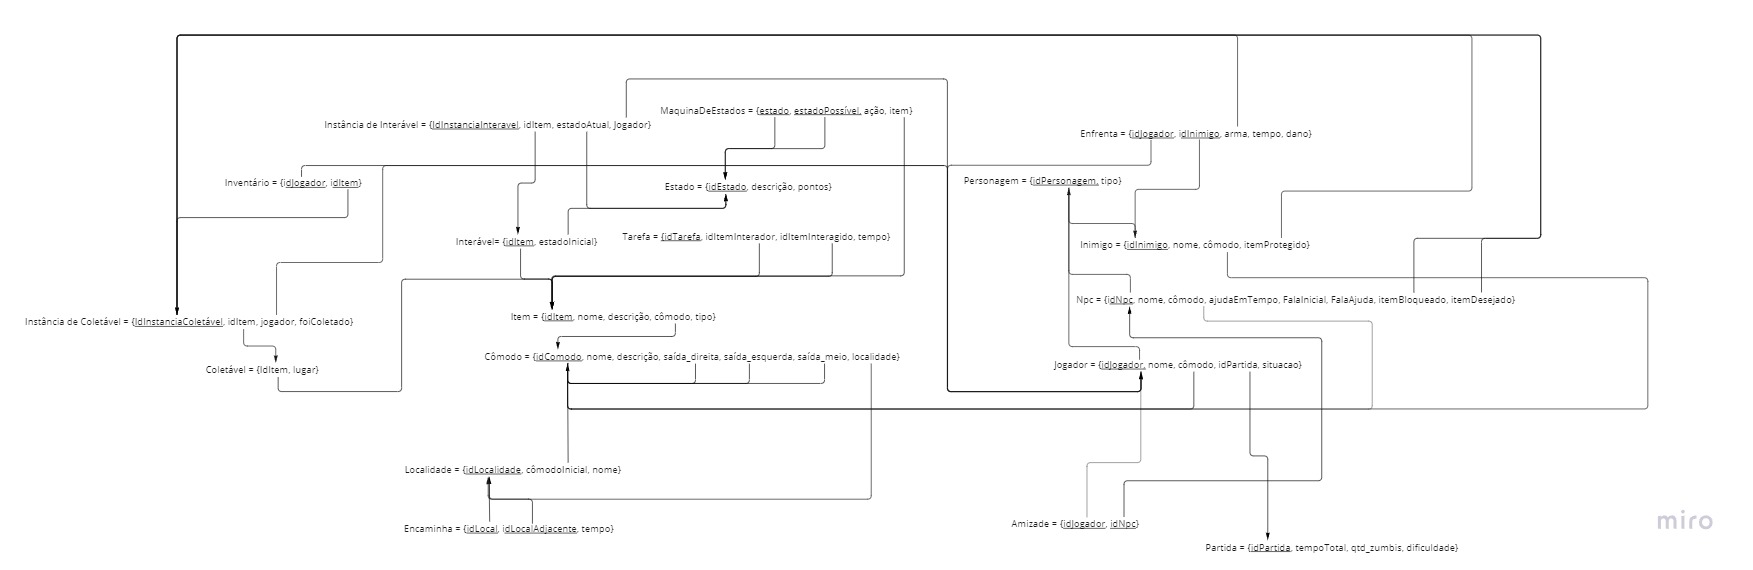 MaquinaDeEstados = {estado, estadoPossível, ação, item}
Instância de Interável = {IdInstanciaInteravel, idItem, estadoAtual, Jogador}
Enfrenta = {idJogador, idInimigo, arma, tempo, dano}
Inventário = {idJogador, idItem}
Estado = {idEstado, descrição, pontos}
Personagem = {idPersonagem, tipo}
Interável= {idItem, estadoInicial}
Tarefa = {idTarefa, idItemInterador, idItemInteragido, tempo}
Inimigo = {idInimigo, nome, cômodo, itemProtegido}
Npc = {idNpc, nome, cômodo, ajudaEmTempo, FalaInicial, FalaAjuda, itemBloqueado, itemDesejado}
Instância de Coletável = {IdInstanciaColetável, idItem, jogador, foiColetado}
Item = {idItem, nome, descrição, cômodo, tipo}
Cômodo = {idComodo, nome, descrição, saída_direita, saída_esquerda, saída_meio, localidade}
Coletável = {IdItem, lugar}
Jogador = {idJogador, nome, cômodo, idPartida, situacao}
Localidade = {idLocalidade, cômodoInicial, nome}
Encaminha = {idLocal, idLocalAdjacente, tempo}
Amizade = {idJogador, idNpc}
miro
Partida = {idPartida, tempoTotal, qtd_zumbis, dificuldade}